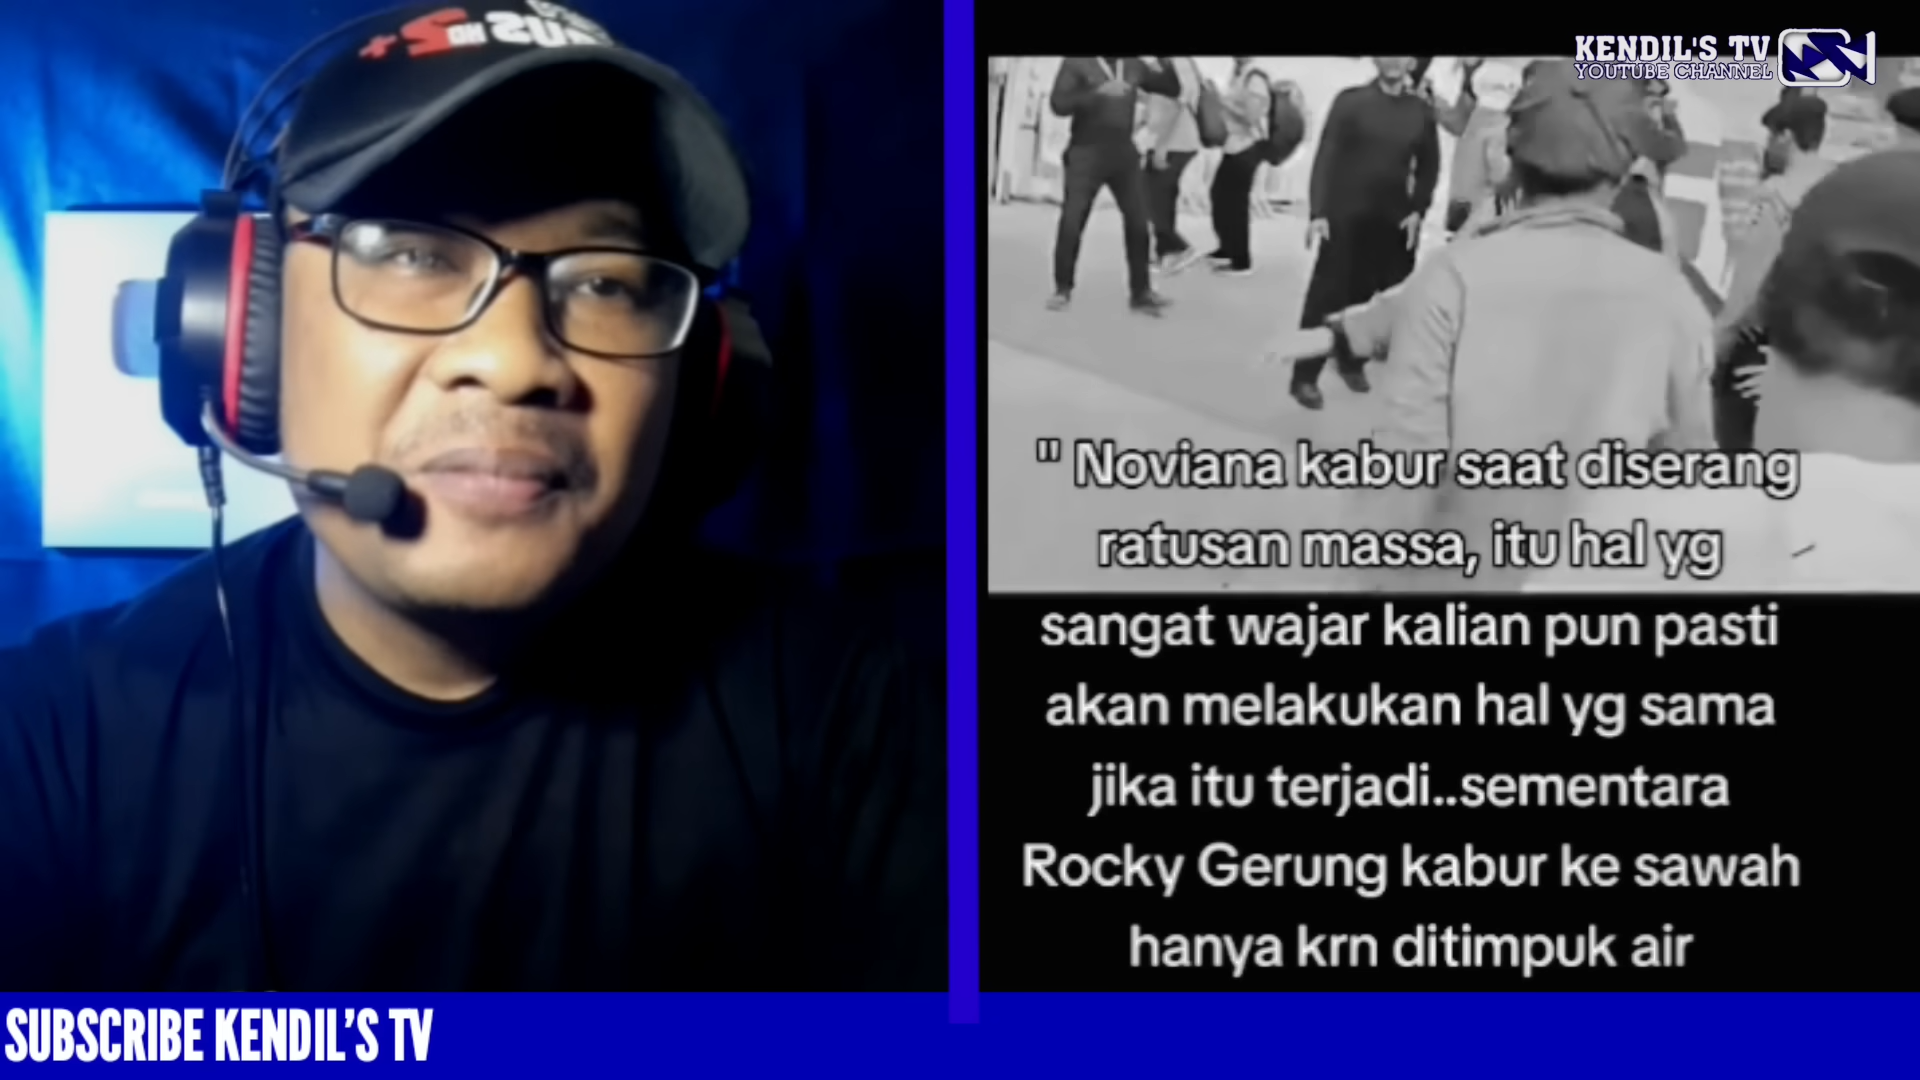 KENDIL'S TV
YOUTUBE CHANNEL
" Noviana kabur saat diserang
ratusan massa, itu hal yg
sangat wajar kalian pun pasti
akan melakukan hal yg sama
jika itu terjadi..sementara
Rocky Gerung kabur ke sawah
hanya krn ditimpuk air
SUBSCRIBE KENDIL'S TV